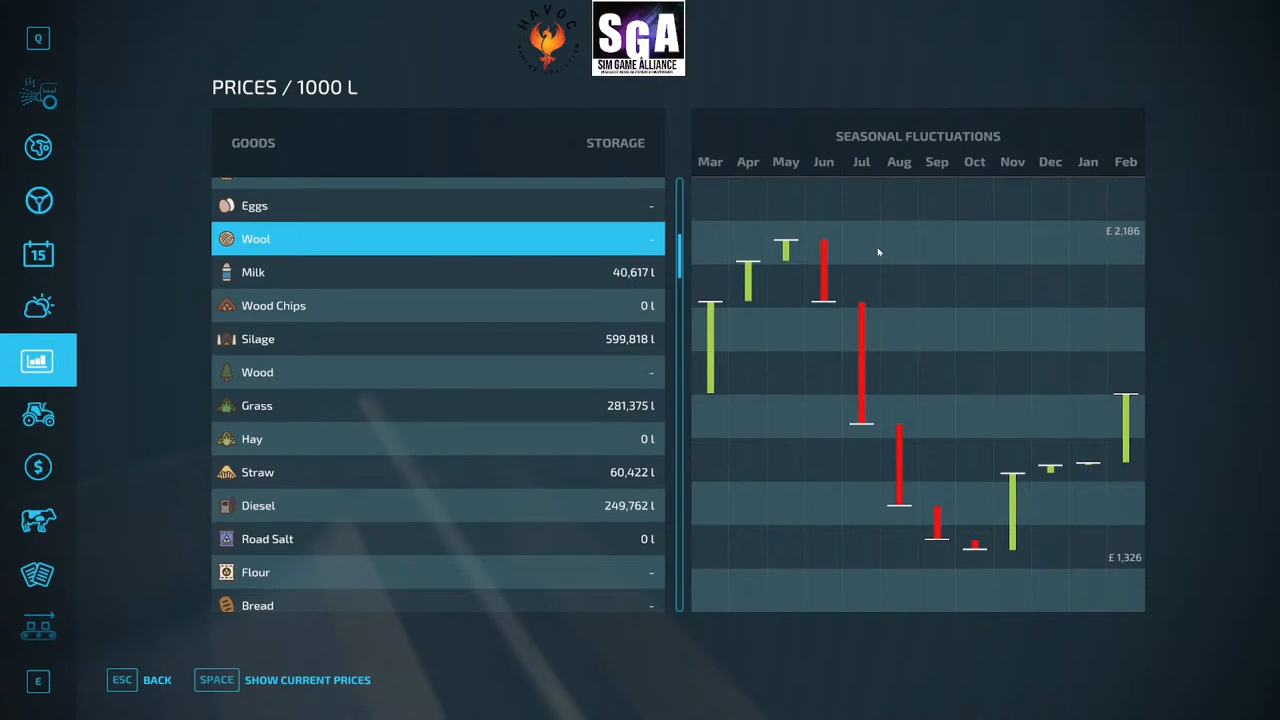 HAVOC
SGA
SIM GAME ALLIANCE
Q
PRICES / 1000 L
GOODS STORAGE
Eggs -
Wool -
Milk 40,617 l
Wood Chips 0 l
Silage 599,818 l
Wood -
Grass 281,375 l
Hay 0 l
Straw 60,422 l
Diesel 249,762 l
Road Salt 0 l
Flour -
Bread -
SEASONAL FLUCTUATIONS
Mar Apr May Jun Jul Aug Sep Oct Nov Dec Jan Feb
£ 2,186
£ 1,326
15
$
E
ESC BACK SPACE SHOW CURRENT PRICES